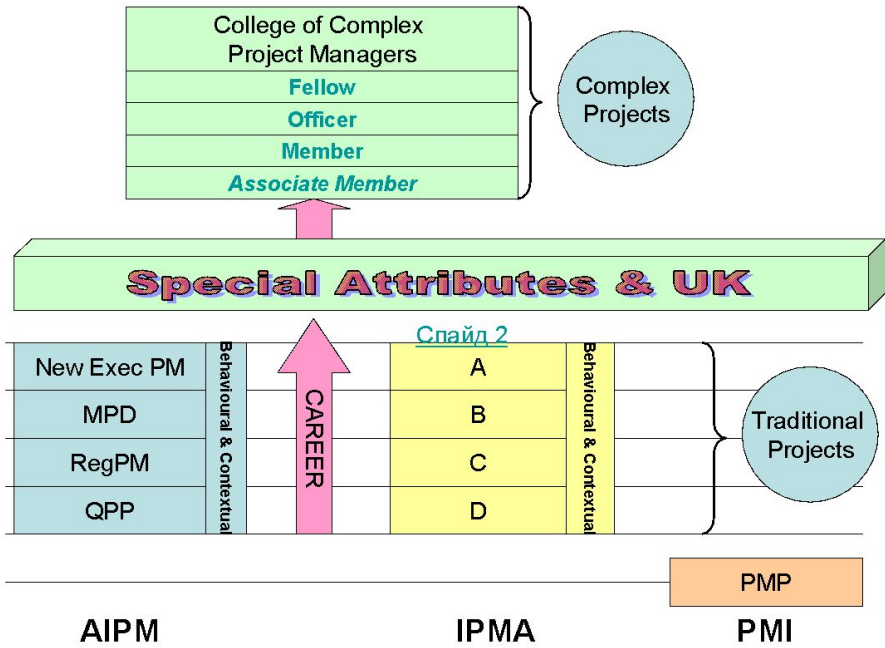 College of Complex
Project Managers
Fellow
Officer
Member
Associate Member
Complex
Projects
Special Attributes & UK
Слайд 2
New Exec PM
MPD
RegPM
QPP
Behavioural & Contextual
CAREER
A
B
C
D
Behavioural & Contextual
Traditional
Projects
PMP
AIPM
IPMA
PMI